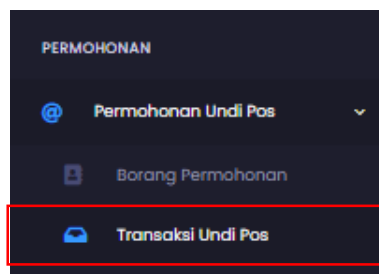 PERMOHONAN
Permohonan Undi Pos
Borang Permohonan
Transaksi Undi Pos